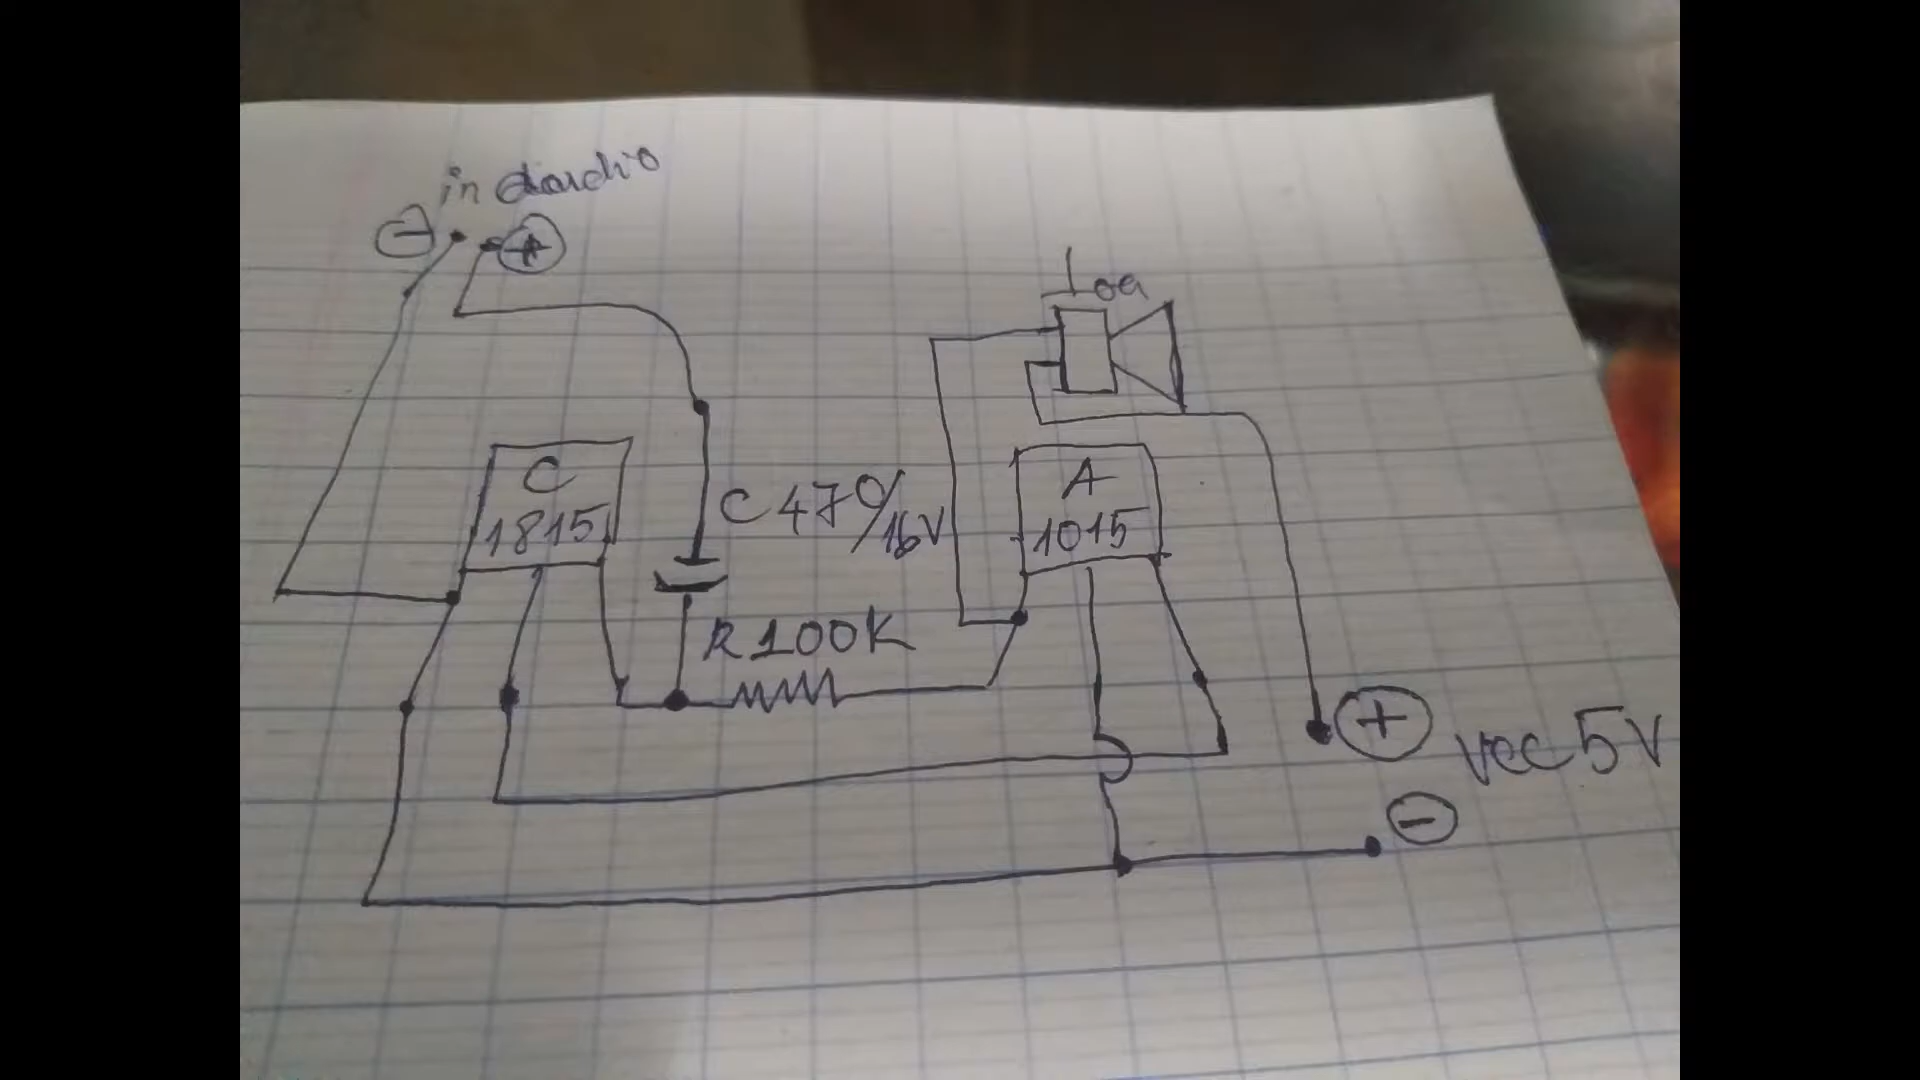 in audio
- +
Loa
C
1815
C 470/16V
A
1015
R 100K
+ VCC 5V
-